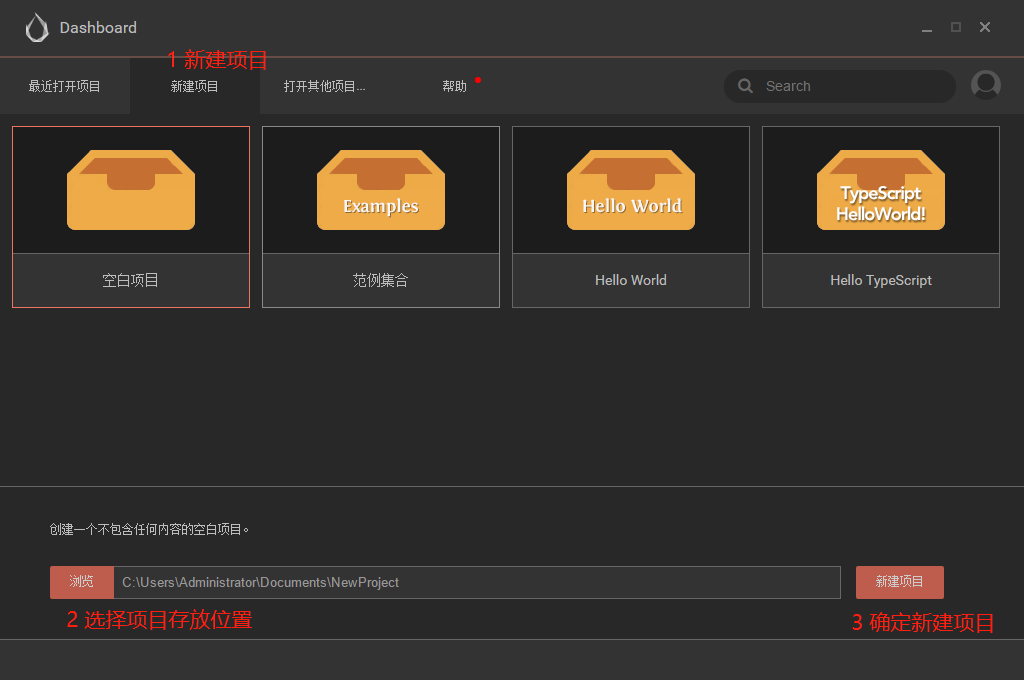 Dashboard
1 新建项目
最近打开项目
新建项目
打开其他项目...
帮助
Search
Examples
Hello World
TypeScript
HelloWorld!
空白项目
范例集合
Hello World
Hello TypeScript
创建一个不包含任何内容的空白项目。
浏览
C:\Users\Administrator\Documents\NewProject
新建项目
2 选择项目存放位置
3 确定新建项目